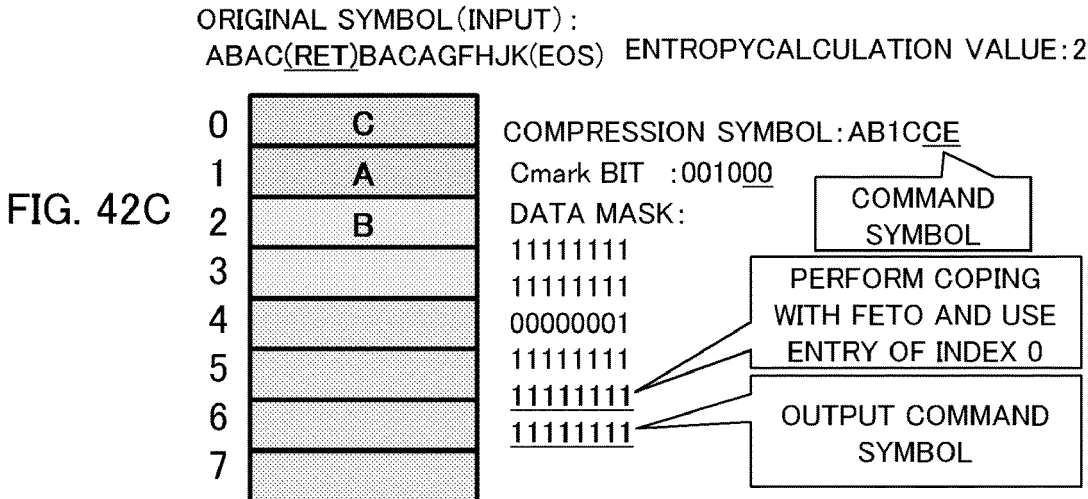 ORIGINAL SYMBOL(INPUT):
ABAC(RET)BACAGFHJK(EOS) ENTROPYCALCULATION VALUE:2
FIG. 42C
0 C
1 A
2 B
3
4
5
6
7
COMPRESSION SYMBOL:AB1CCE
Cmark BIT :001000
DATA MASK:
11111111
11111111
00000001
11111111
11111111
11111111
COMMAND
SYMBOL
PERFORM COPING
WITH FETO AND USE
ENTRY OF INDEX 0
OUTPUT COMMAND
SYMBOL